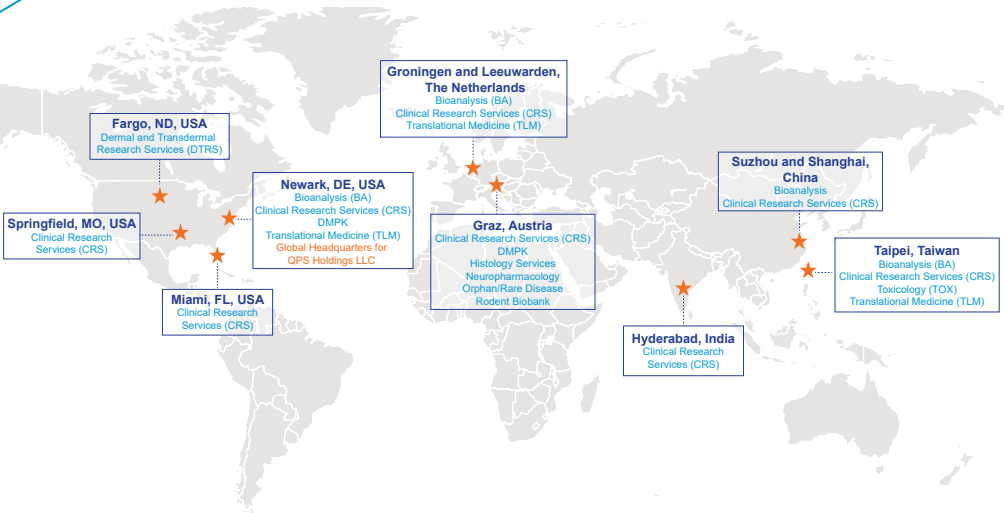 Groningen and Leeuwarden,
The Netherlands
Bioanalysis (BA)
Clinical Research Services (CRS)
Translational Medicine (TLM)
Fargo, ND, USA
Dermal and Transdermal
Research Services (DTRS)
Suzhou and Shanghai,
China
Bioanalysis
Clinical Research Services (CRS)
Newark, DE, USA
Bioanalysis (BA)
Clinical Research Services (CRS)
DMPK
Translational Medicine (TLM)
Global Headquarters for
QPS Holdings LLC
Springfield, MO, USA
Clinical Research
Services (CRS)
Graz, Austria
Clinical Research Services (CRS)
DMPK
Histology Services
Neuropharmacology
Orphan/Rare Disease
Rodent Biobank
Taipei, Taiwan
Bioanalysis (BA)
Clinical Research Services (CRS)
Toxicology (TOX)
Translational Medicine (TLM)
Miami, FL, USA
Clinical Research
Services (CRS)
Hyderabad, India
Clinical Research
Services (CRS)